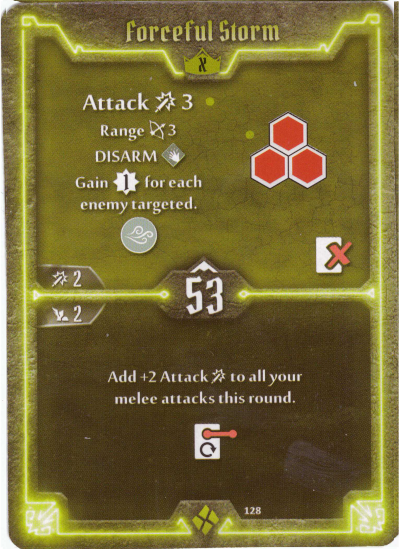 Forceful Storm
X
Attack 3
Range 3
DISARM
Gain 1 for each
enemy targeted.
2
53
2
Add +2 Attack to all your
melee attacks this round.
128